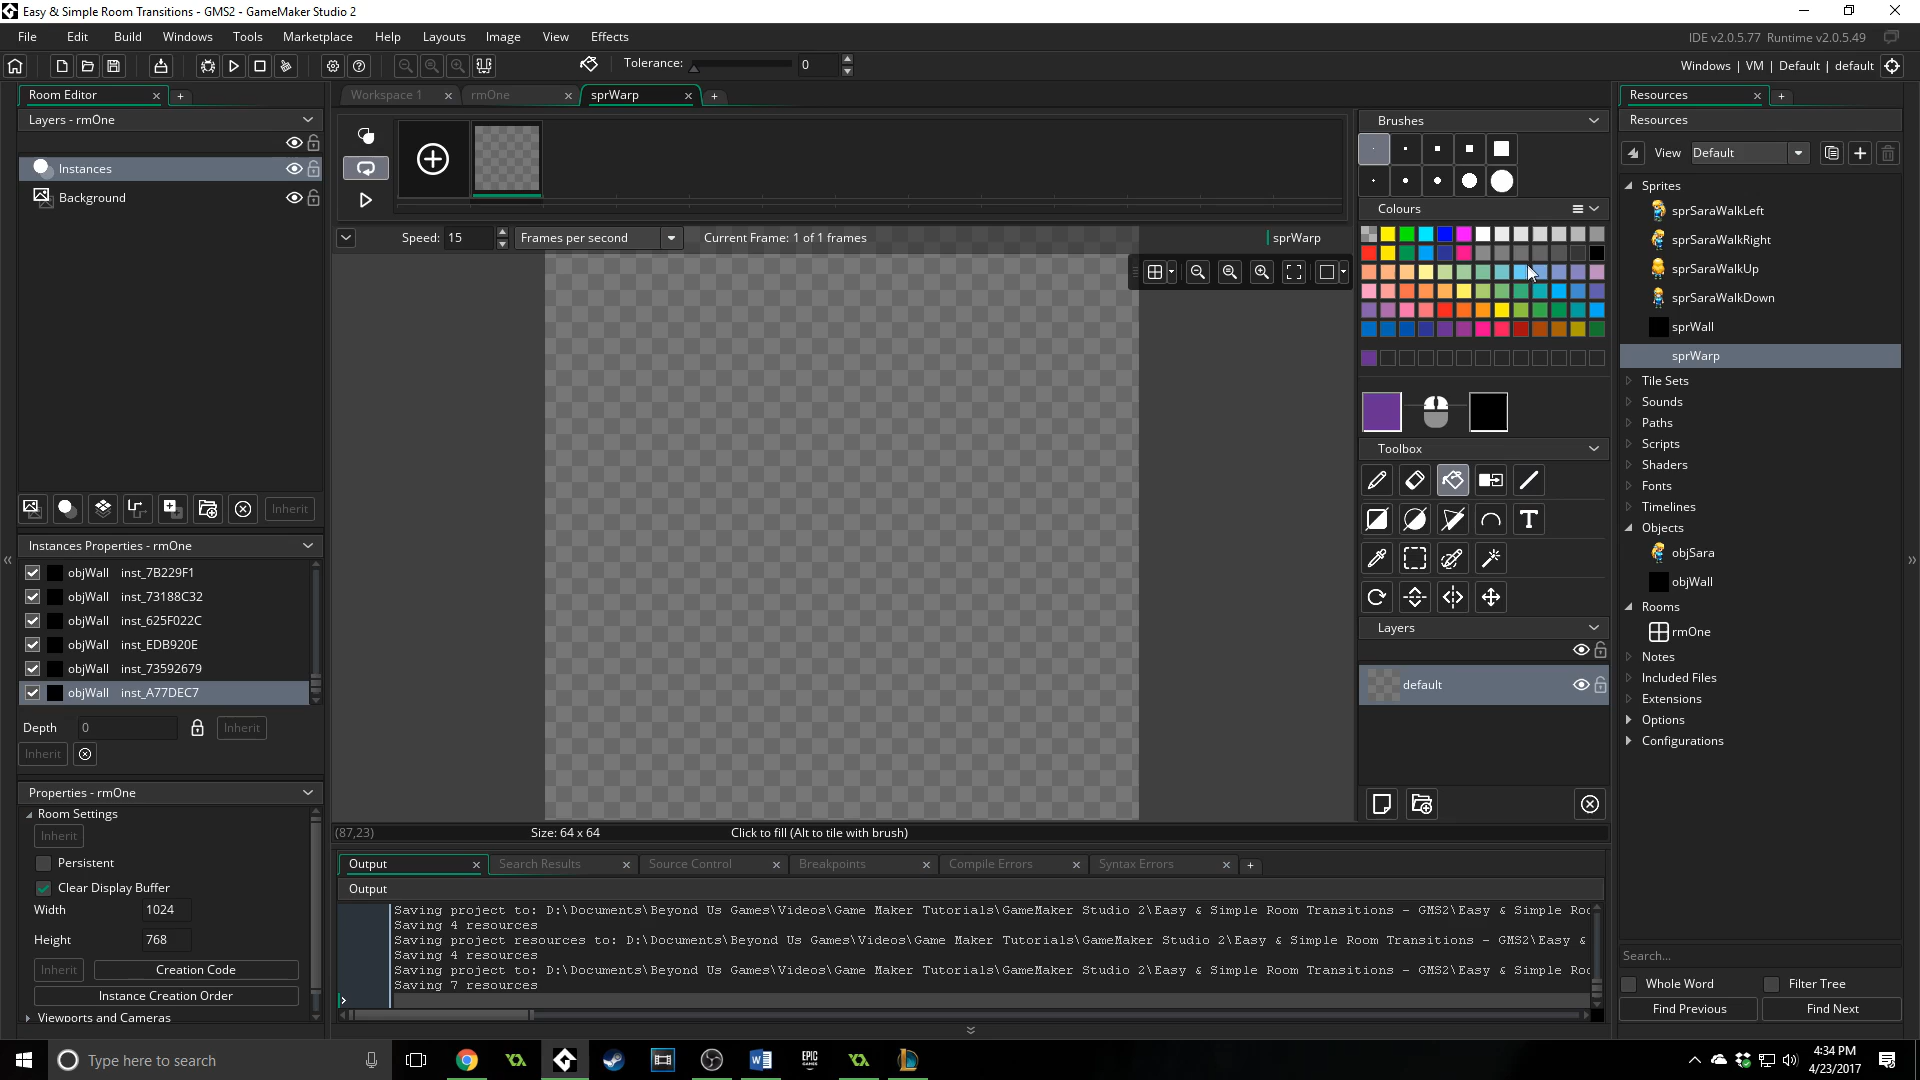 Easy & Simple Room Transitions - GMS2 - GameMaker Studio 2
File Edit Build Windows Tools Marketplace Help Layouts Image View Effects
IDE v2.0.5.77 Runtime v2.0.5.49
Tolerance: 0
Windows | VM | Default | default
Room Editor
Layers - rmOne
Instances
Background
Inherit
Instances Properties - rmOne
objWall inst_7B229F1
objWall inst_73188C32
objWall inst_625F022C
objWall inst_EDB920E
objWall inst_73592679
objWall inst_A77DEC7
Depth 0 Inherit
Inherit
Properties - rmOne
Room Settings
Inherit
Persistent
Clear Display Buffer
Width 1024
Height 768
Inherit Creation Code
Instance Creation Order
Viewports and Cameras
Workspace 1 rmOne sprWarp
Speed: 15 Frames per second Current Frame: 1 of 1 frames sprWarp
(87,23) Size: 64 x 64 Click to fill (Alt to tile with brush)
Output Search Results Source Control Breakpoints Compile Errors Syntax Errors
Output
Saving project to: D:\Documents\Beyond Us Games\Videos\Game Maker Tutorials\GameMaker Studio 2\Easy & Simple Room Transitions - GMS2\Easy & Simple Roo
Saving 4 resources
Saving project resources to: D:\Documents\Beyond Us Games\Videos\Game Maker Tutorials\GameMaker Studio 2\Easy & Simple Room Transitions - GMS2\Easy &
Saving 4 resources
Saving project to: D:\Documents\Beyond Us Games\Videos\Game Maker Tutorials\GameMaker Studio 2\Easy & Simple Room Transitions - GMS2\Easy & Simple Roo
Saving 7 resources
Brushes
Colours
Toolbox
T
Layers
default
Resources
Resources
View Default
Sprites
sprSaraWalkLeft
sprSaraWalkRight
sprSaraWalkUp
sprSaraWalkDown
sprWall
sprWarp
Tile Sets
Sounds
Paths
Scripts
Shaders
Fonts
Timelines
Objects
objSara
objWall
Rooms
rmOne
Notes
Included Files
Extensions
Options
Configurations
Search...
Whole Word Filter Tree
Find Previous Find Next
Type here to search
EPIC GAMES
4:34 PM
4/23/2017